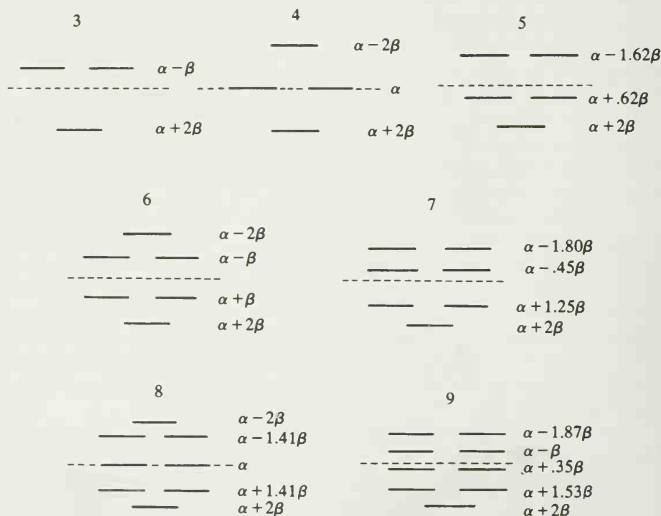 3
α−β
α+2β
4
α−2β
α
α+2β
5
α−1.62β
α+.62β
α+2β
6
α−2β
α−β
α+β
α+2β
7
α−1.80β
α−.45β
α+1.25β
α+2β
8
α−2β
α−1.41β
α
α+1.41β
α+2β
9
α−1.87β
α−β
α+.35β
α+1.53β
α+2β